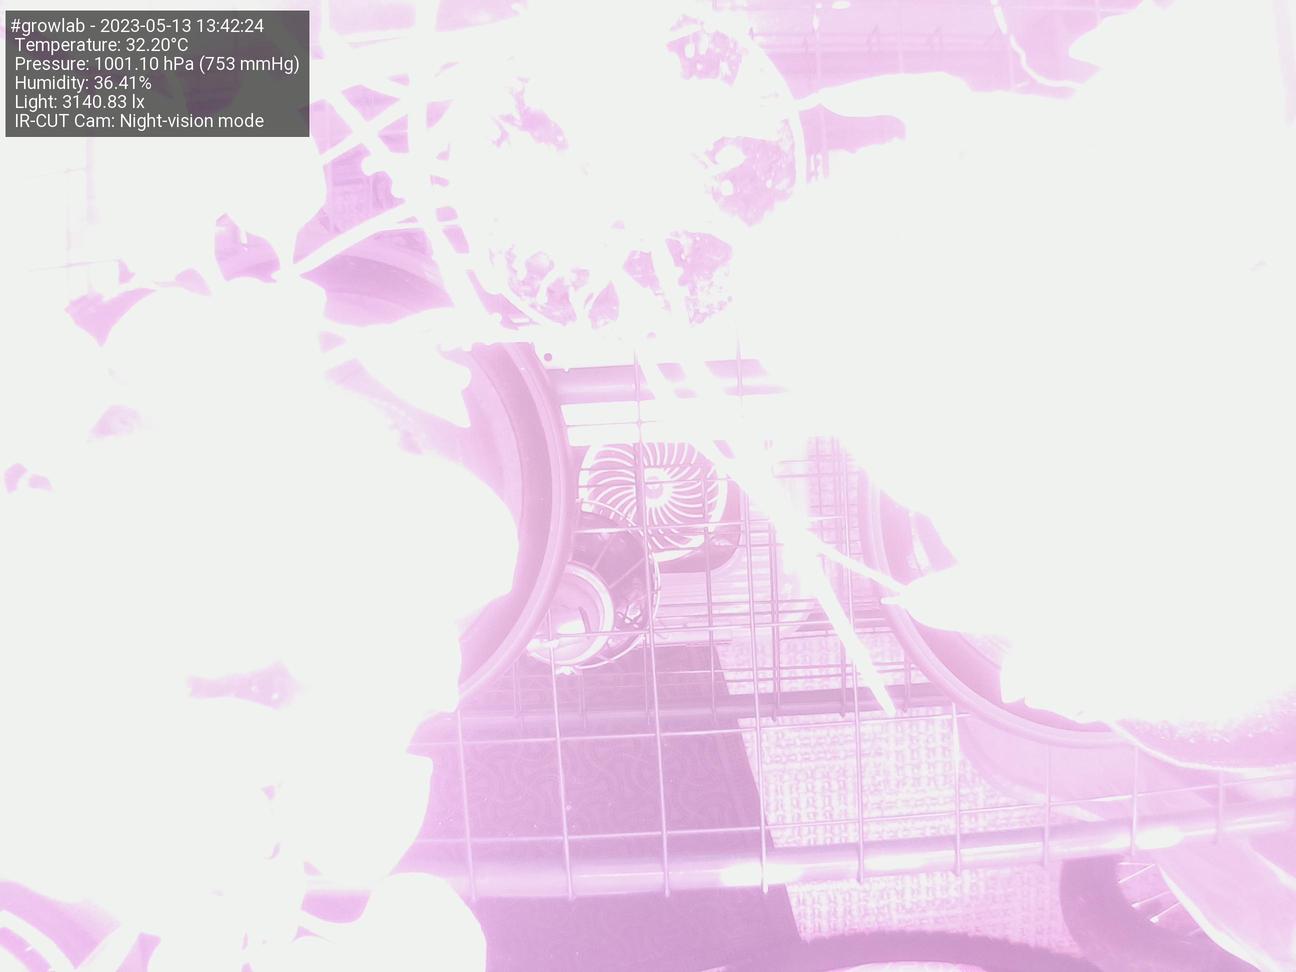 #growlab - 2023-05-13 13:42:24
Temperature: 32.20°C
Pressure: 1001.10 hPa (753 mmHg)
Humidity: 36.41%
Light: 3140.83 lx
IR-CUT Cam: Night-vision mode